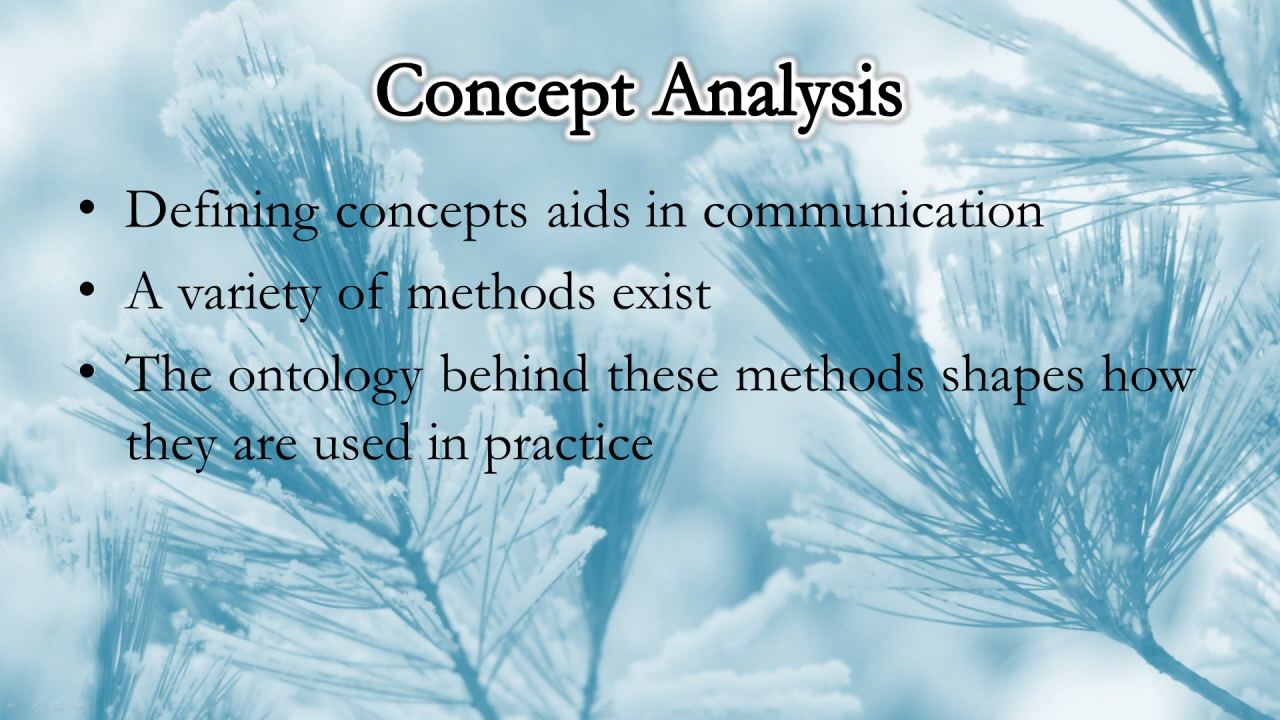 Concept Analysis
• Defining concepts aids in communication
• A variety of methods exist
• The ontology behind these methods shapes how
they are used in practice